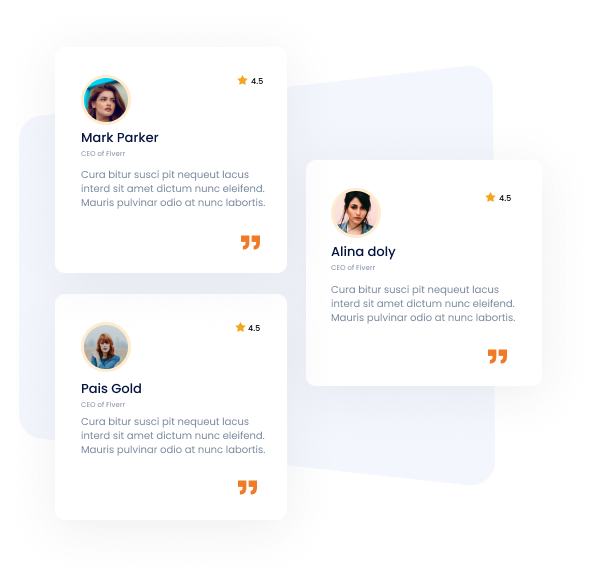 4.5
Mark Parker
CEO of Fiverr
Cura bitur susci pit nequeut lacus
interd sit amet dictum nunc eleifend.
Mauris pulvinar odio at nunc labortis.
4.5
Alina doly
CEO of Fiverr
Cura bitur susci pit nequeut lacus
interd sit amet dictum nunc eleifend.
Mauris pulvinar odio at nunc labortis.
4.5
Pais Gold
CEO of Fiverr
Cura bitur susci pit nequeut lacus
interd sit amet dictum nunc eleifend.
Mauris pulvinar odio at nunc labortis.